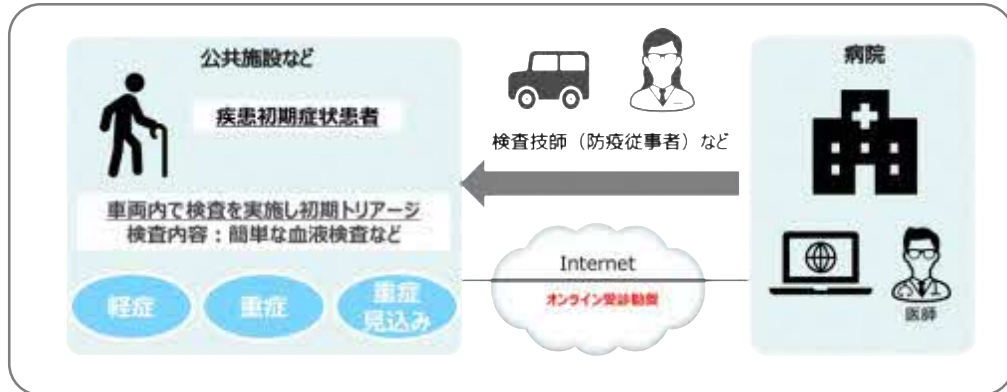 公共施設など
疾患初期症状患者
車両内で検査を実施し初期トリアージ
検査内容：簡単な血液検査など
軽症
重症
重症
見込み
検査技師（防疫従事者）など
Internet
オンライン受診勧奨
病院
医師